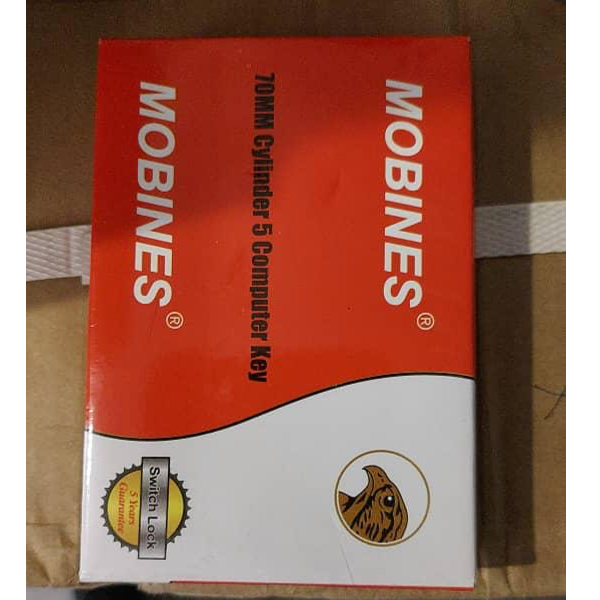 MOBINES®
70MM Cylinder 5 Computer Key
MOBINES®
Switch Lock
5 Years
Guarantee